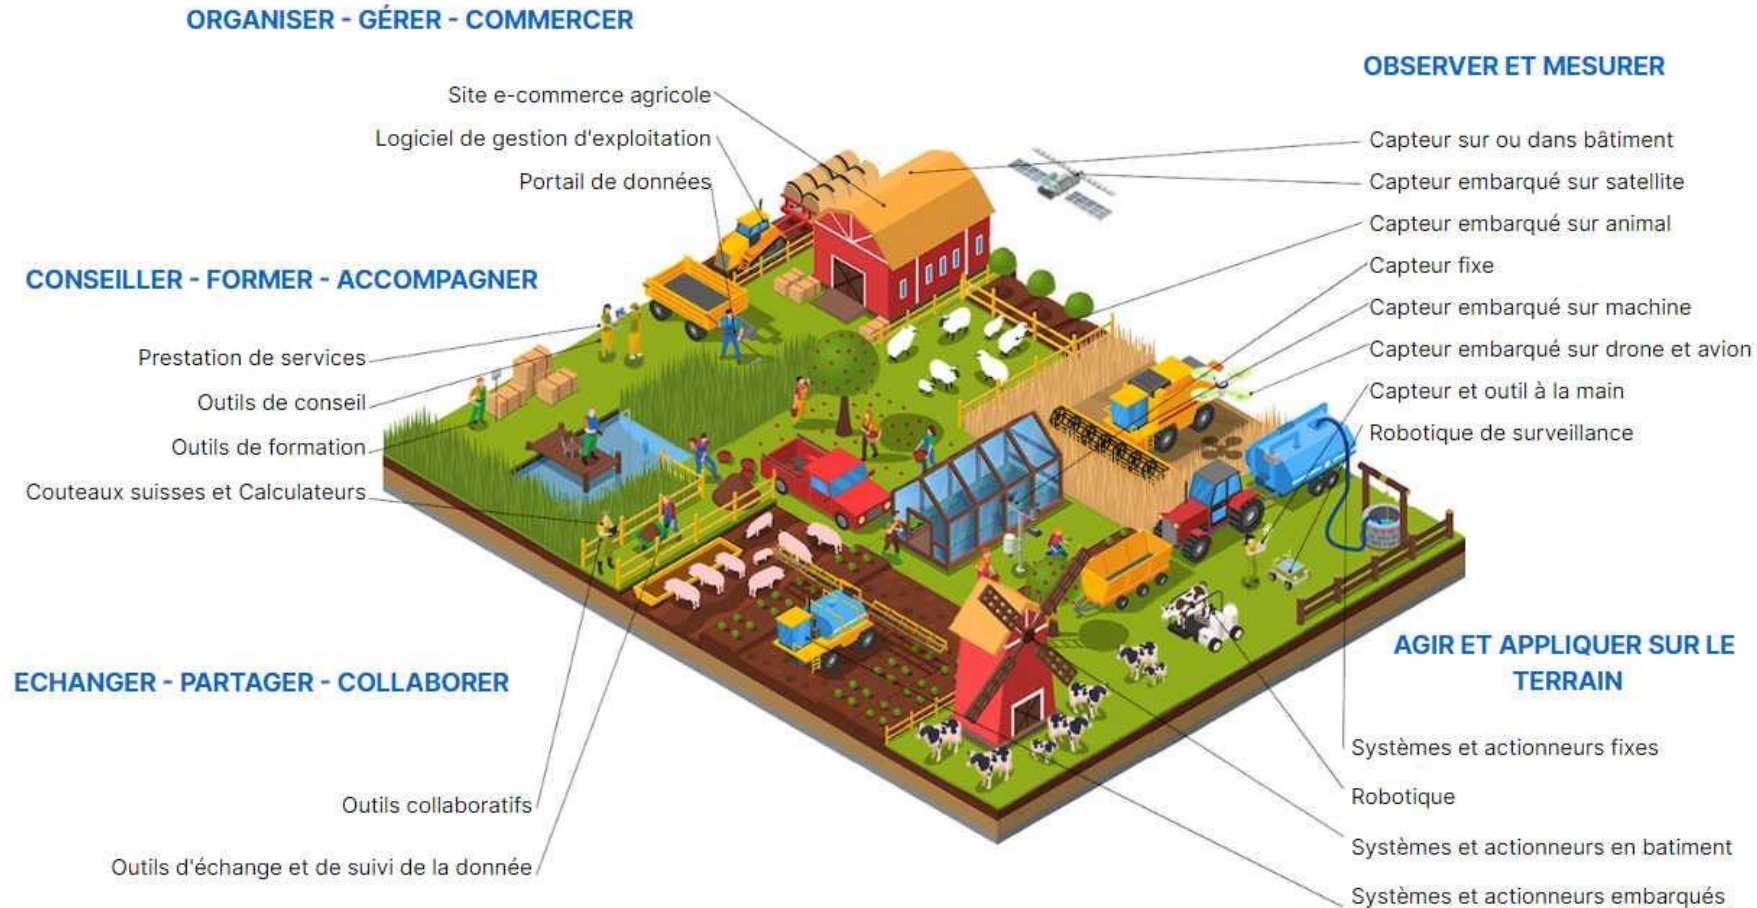 ORGANISER - GÉRER - COMMERCER
Site e-commerce agricole
Logiciel de gestion d'exploitation
Portail de données
CONSEILLER - FORMER - ACCOMPAGNER
Prestation de services
Outils de conseil
Outils de formation
Couteaux suisses et Calculateurs
ECHANGER - PARTAGER - COLLABORER
Outils collaboratifs
Outils d'échange et de suivi de la donnée
OBSERVER ET MESURER
Capteur sur ou dans bâtiment
Capteur embarqué sur satellite
Capteur embarqué sur animal
Capteur fixe
Capteur embarqué sur machine
Capteur embarqué sur drone et avion
Capteur et outil à la main
Robotique de surveillance
AGIR ET APPLIQUER SUR LE
TERRAIN
Systèmes et actionneurs fixes
Robotique
Systèmes et actionneurs en batiment
Systèmes et actionneurs embarqués